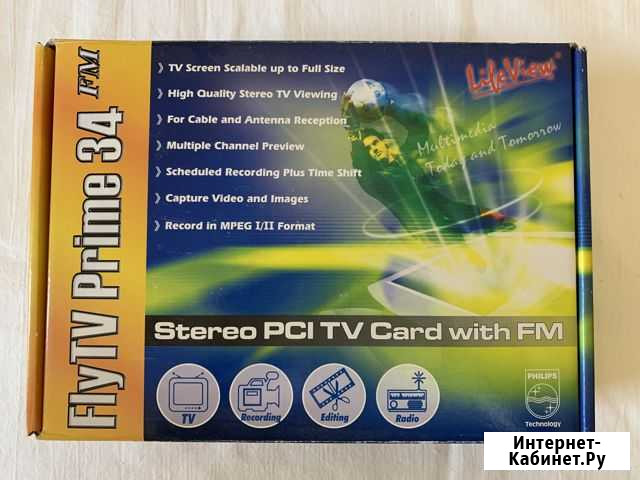 FlyTV Prime 34 FM
》TV Screen Scalable up to Full Size
》High Quality Stereo TV Viewing
》For Cable and Antenna Reception
》Multiple Channel Preview
》Scheduled Recording Plus Time Shift
》Capture Video and Images
》Record in MPEG I/II Format
LifeView®
Multimedia
Today and Tomorrow
Stereo PCI TV Card with FM
TV
Recording
Editing
Radio
PHILIPS
Technology
Интернет-
Кабинет.Ру